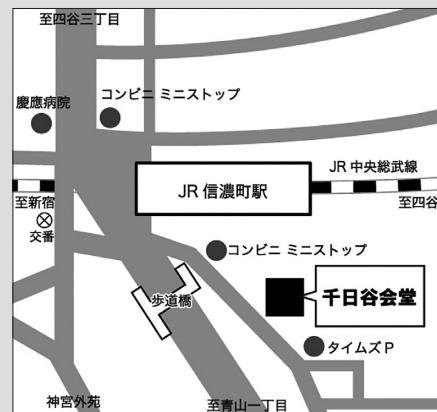 至四谷三丁目
コンビニ ミニストップ
慶應病院
JR 中央総武線
JR 信濃町駅
至新宿
至四谷
交番
コンビニ ミニストップ
歩道橋
千日谷会堂
タイムズ P
神宮外苑
至青山一丁目